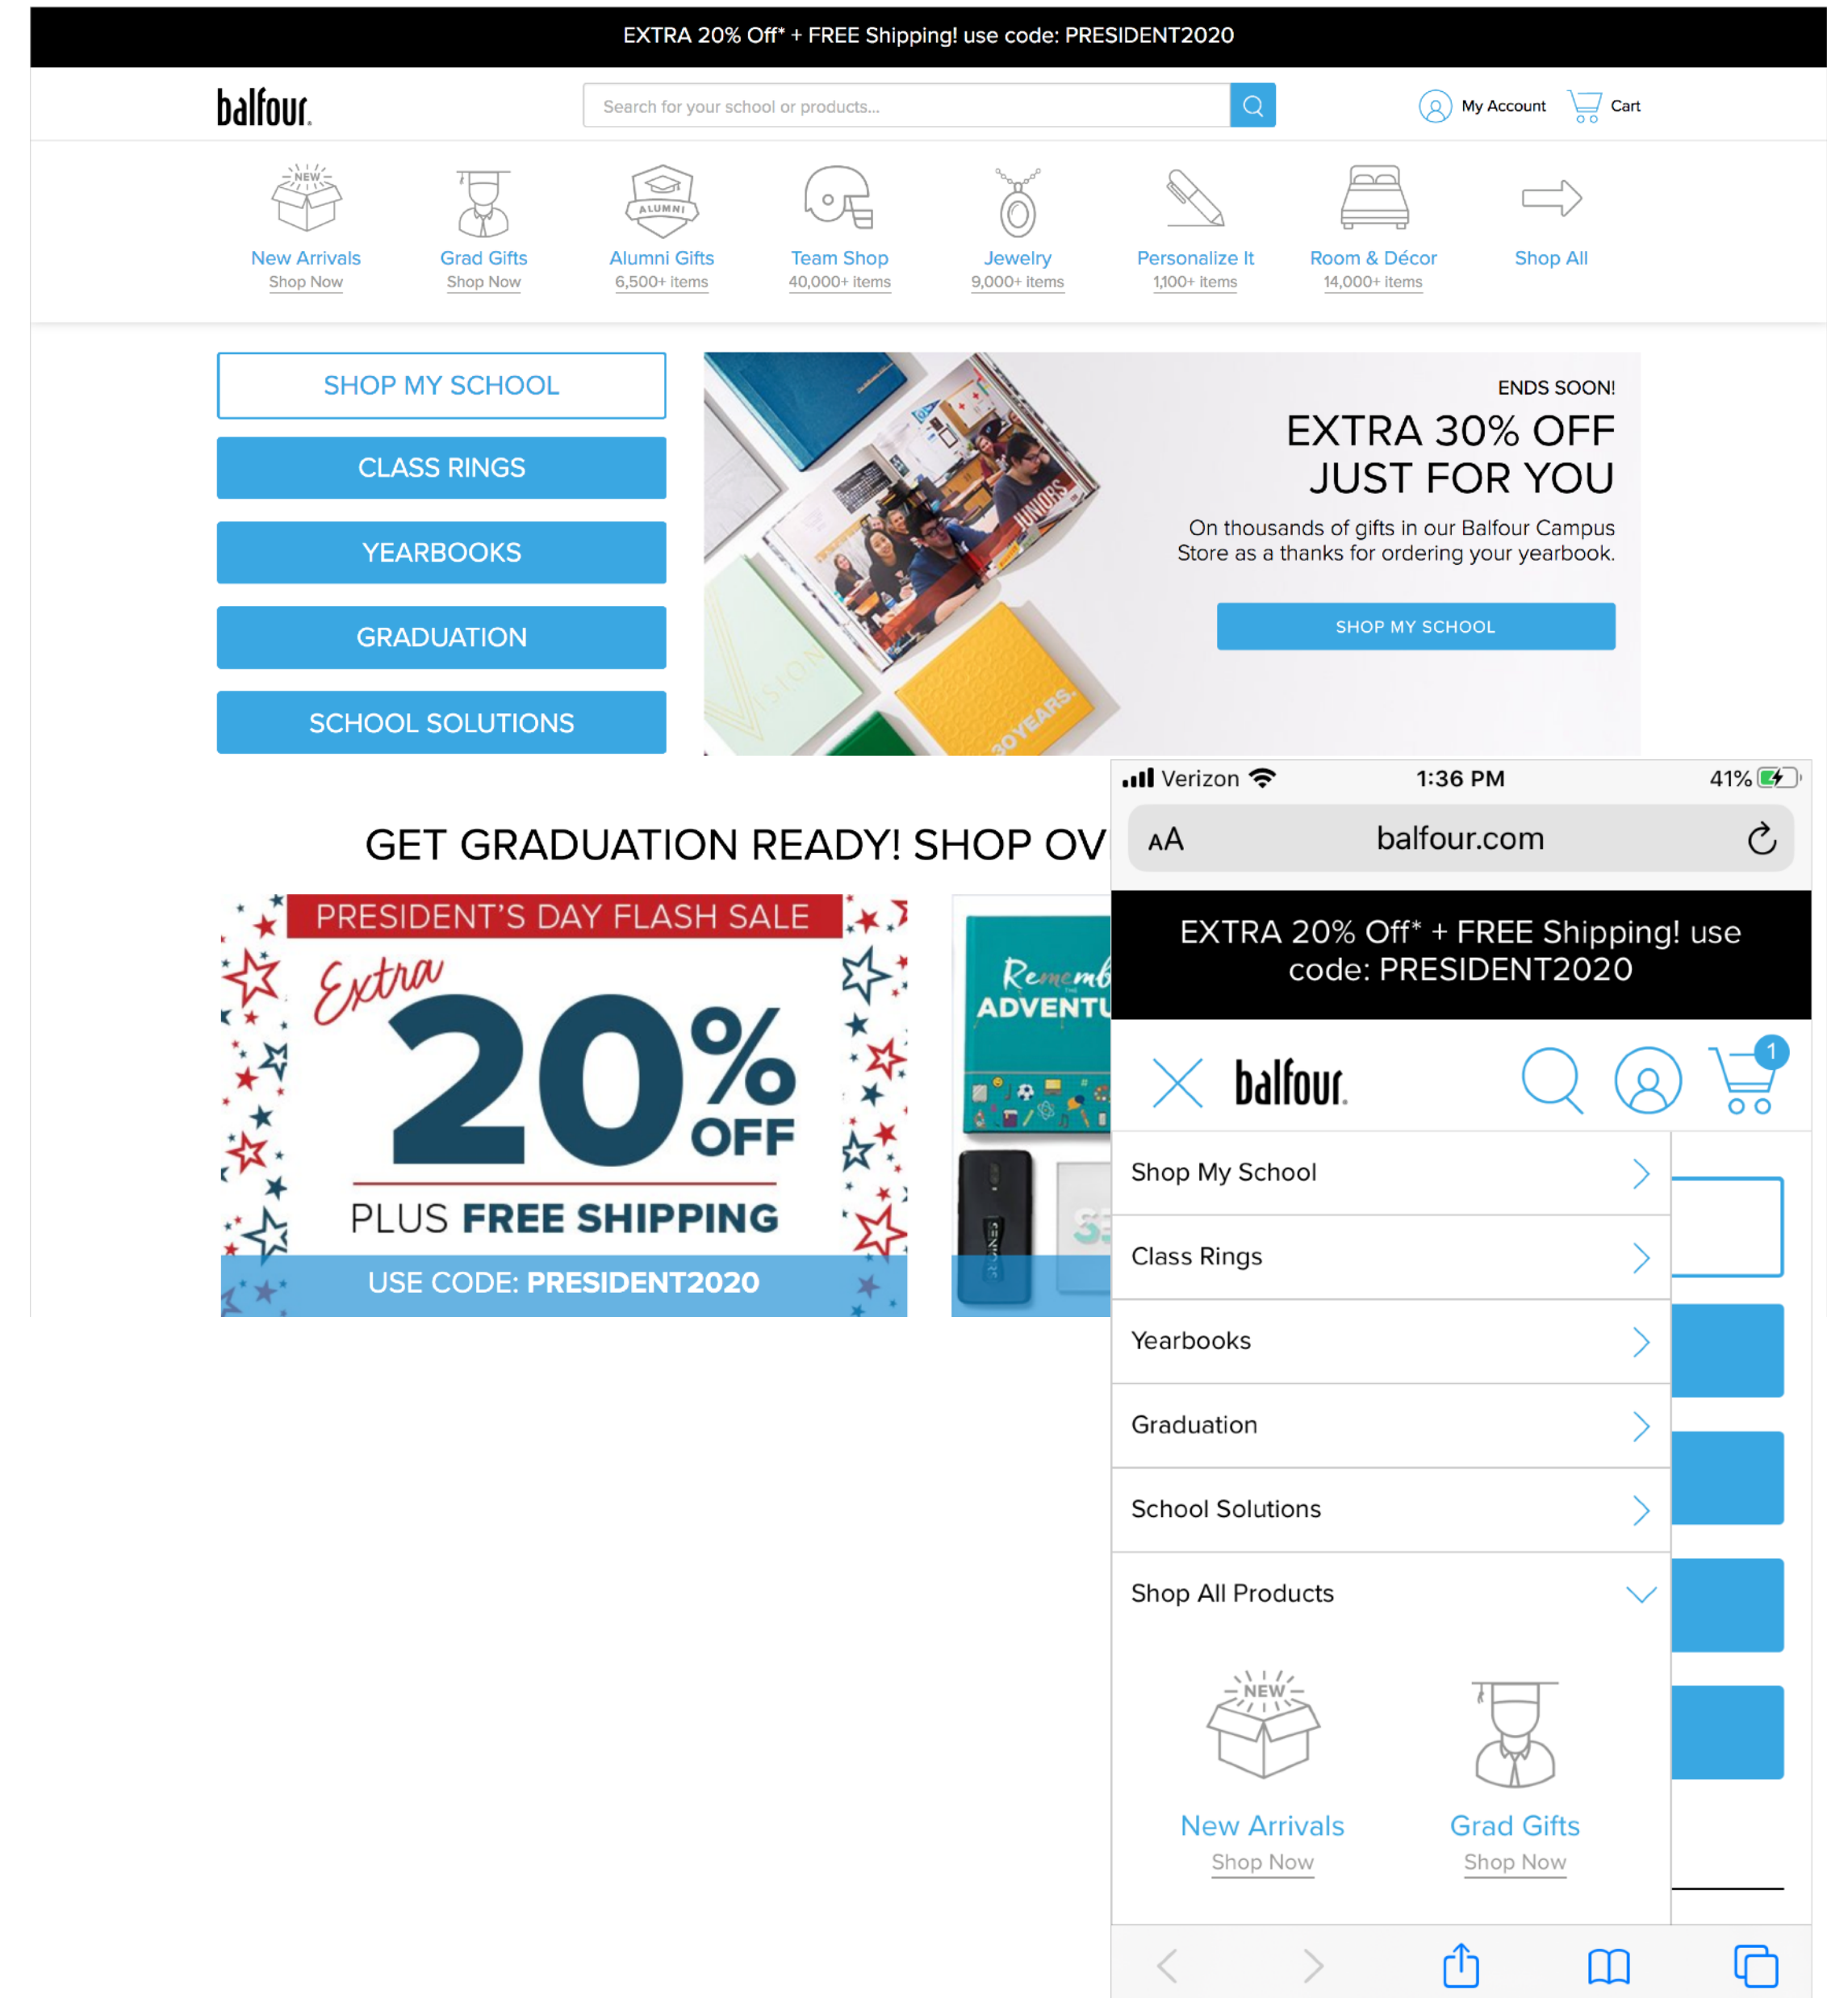 EXTRA 20% Off* + FREE Shipping! use code: PRESIDENT2020
balfour.
Search for your school or products...
My Account
Cart
NEW
ALUMNI
New Arrivals
Shop Now
Grad Gifts
Shop Now
Alumni Gifts
6,500+ items
Team Shop
40,000+ items
Jewelry
9,000+ items
Personalize It
1,100+ items
Room & Décor
14,000+ items
Shop All
SHOP MY SCHOOL
CLASS RINGS
YEARBOOKS
GRADUATION
SCHOOL SOLUTIONS
JUNIORS
VISION
30 YEARS.
ENDS SOON!
EXTRA 30% OFF
JUST FOR YOU
On thousands of gifts in our Balfour Campus
Store as a thanks for ordering your yearbook.
SHOP MY SCHOOL
GET GRADUATION READY! SHOP OV
PRESIDENT'S DAY FLASH SALE
Extra
20%
OFF
PLUS FREE SHIPPING
USE CODE: PRESIDENT2020
Rememb
THE
ADVENTU
SENIORS
SE
Verizon
1:36 PM
41%
AA
balfour.com
EXTRA 20% Off* + FREE Shipping! use
code: PRESIDENT2020
balfour.
1
Shop My School
Class Rings
Yearbooks
Graduation
School Solutions
Shop All Products
NEW
New Arrivals
Shop Now
Grad Gifts
Shop Now